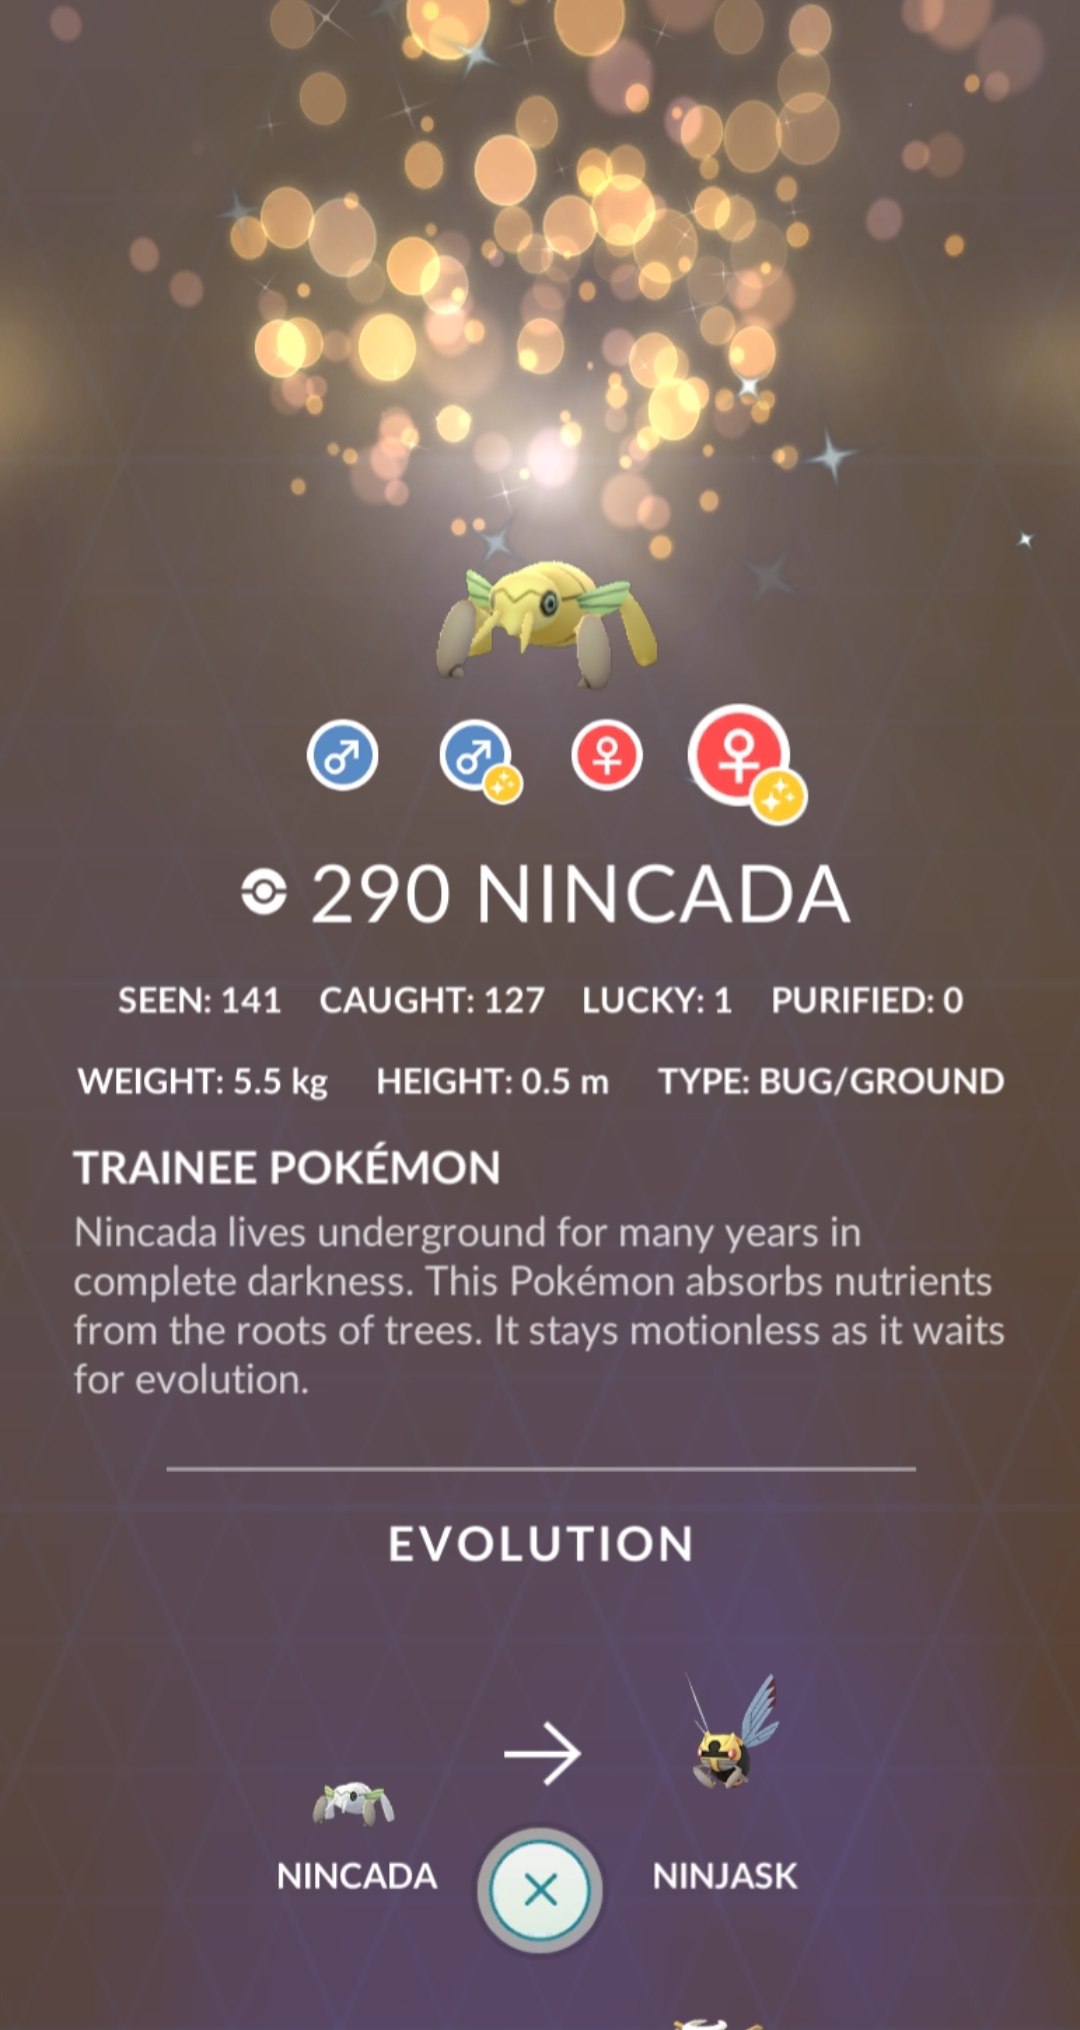 290 NINCADA
SEEN: 141 CAUGHT: 127 LUCKY: 1 PURIFIED: 0
WEIGHT: 5.5 kg HEIGHT: 0.5 m TYPE: BUG/GROUND
TRAINEE POKÉMON
Nincada lives underground for many years in
complete darkness. This Pokémon absorbs nutrients
from the roots of trees. It stays motionless as it waits
for evolution.
EVOLUTION
NINCADA NINJASK